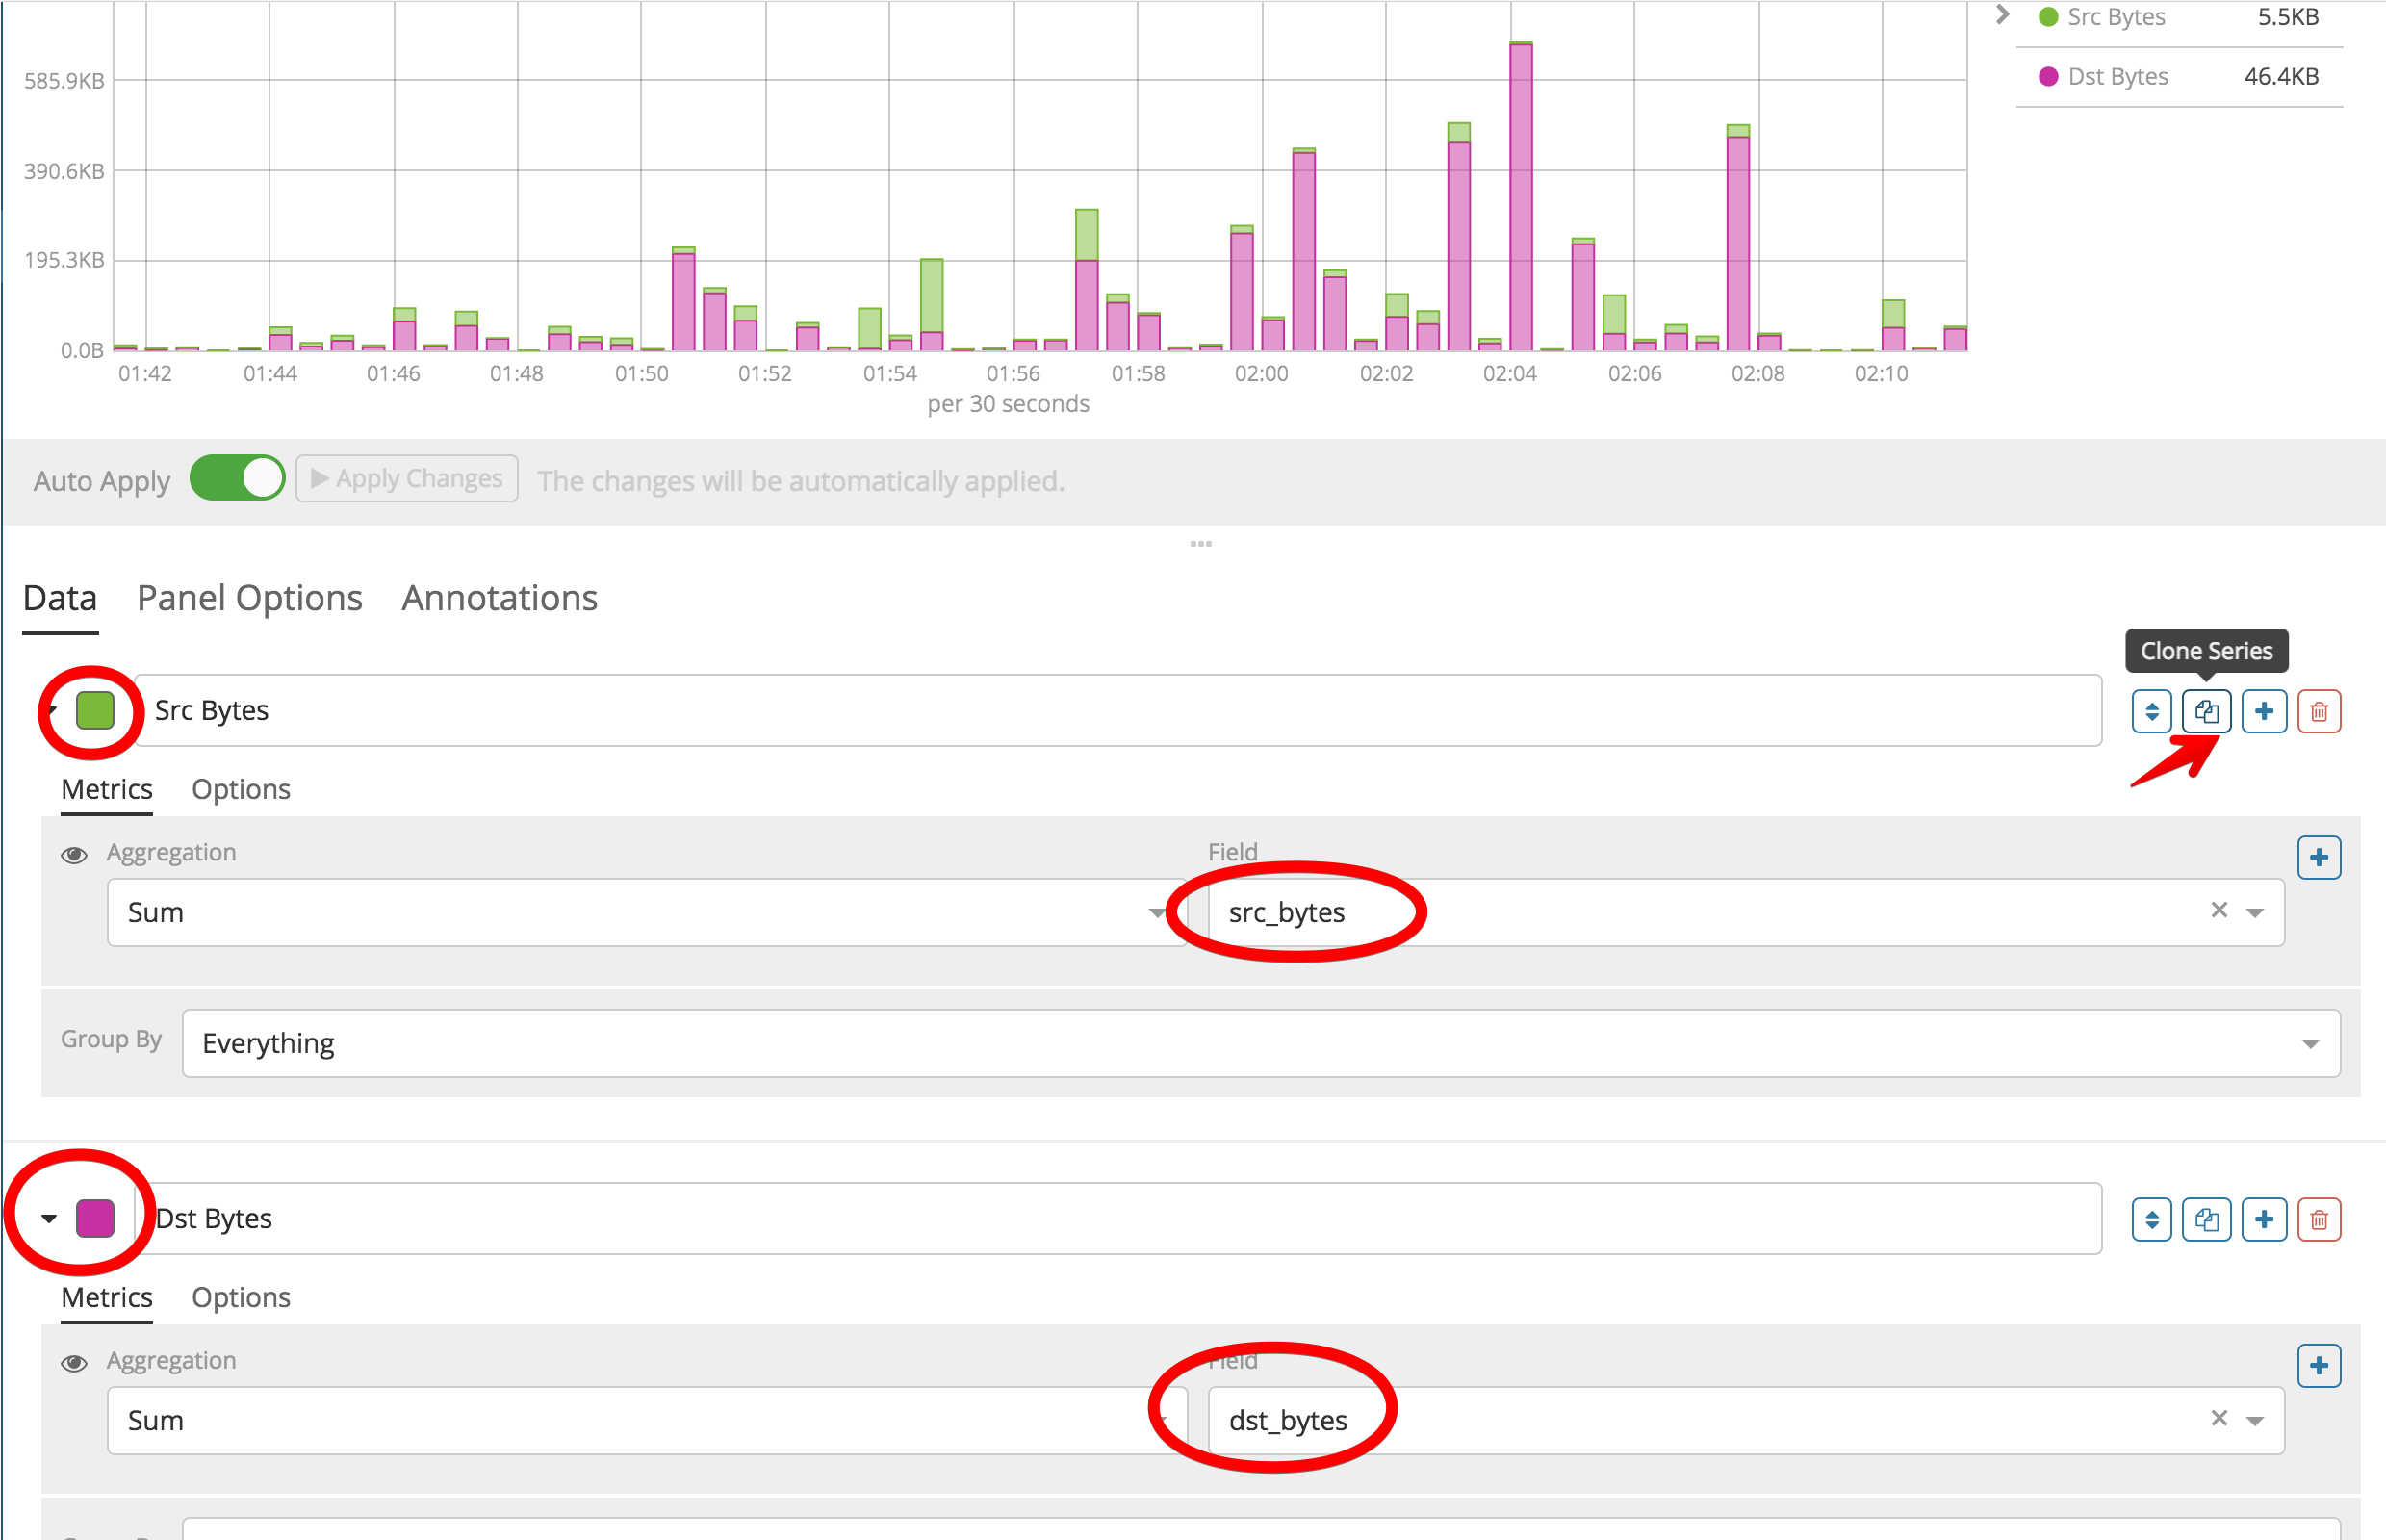 Src Bytes 5.5KB
585.9KB
Dst Bytes 46.4KB
390.6KB
195.3KB
0.0B
01:42 01:44 01:46 01:48 01:50 01:52 01:54 01:56 01:58 02:00 02:02 02:04 02:06 02:08 02:10
per 30 seconds
Auto Apply Apply Changes The changes will be automatically applied.
Data Panel Options Annotations
Clone Series
Src Bytes
Metrics Options
Aggregation Field
Sum src_bytes
Group By Everything
Dst Bytes
Metrics Options
Aggregation Field
Sum dst_bytes